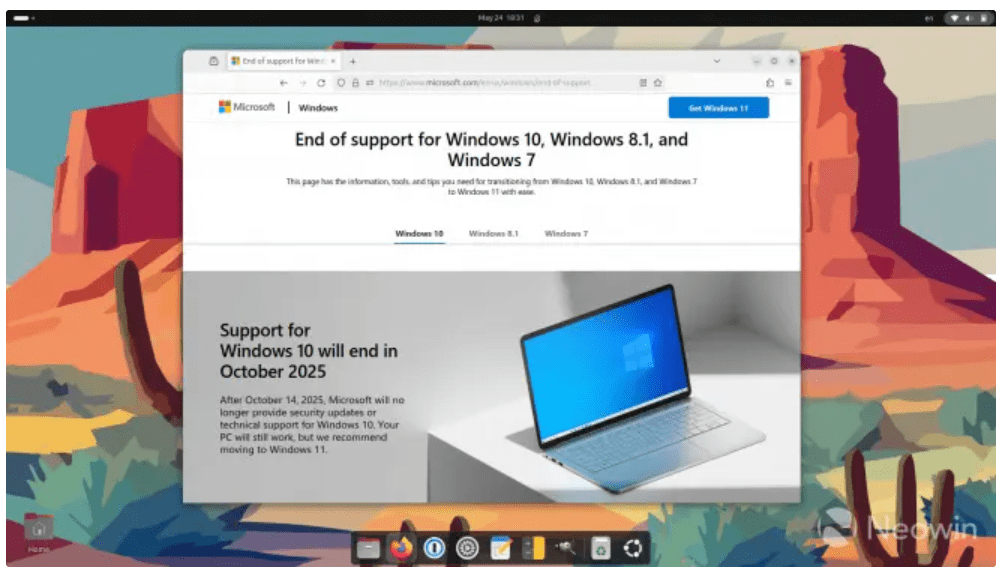 May 24 18:31
en
End of support for Wind
https://www.microsoft.com/en-us/windows/end-of-support
Microsoft | Windows
Get Windows 11
End of support for Windows 10, Windows 8.1, and
Windows 7
This page has the information, tools, and tips you need for transitioning from Windows 10, Windows 8.1, and Windows 7
to Windows 11 with ease.
Windows 10 Windows 8.1 Windows 7
Support for
Windows 10 will end in
October 2025
After October 14, 2025, Microsoft will no
longer provide security updates or
technical support for Windows 10. Your
PC will still work, but we recommend
moving to Windows 11.
Home
Neowin